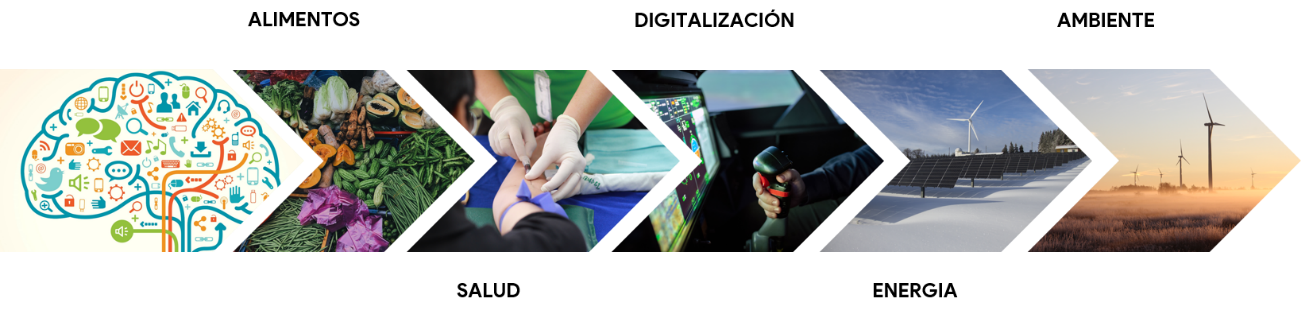 ALIMENTOS
DIGITALIZACIÓN
AMBIENTE
SALUD
ENERGIA